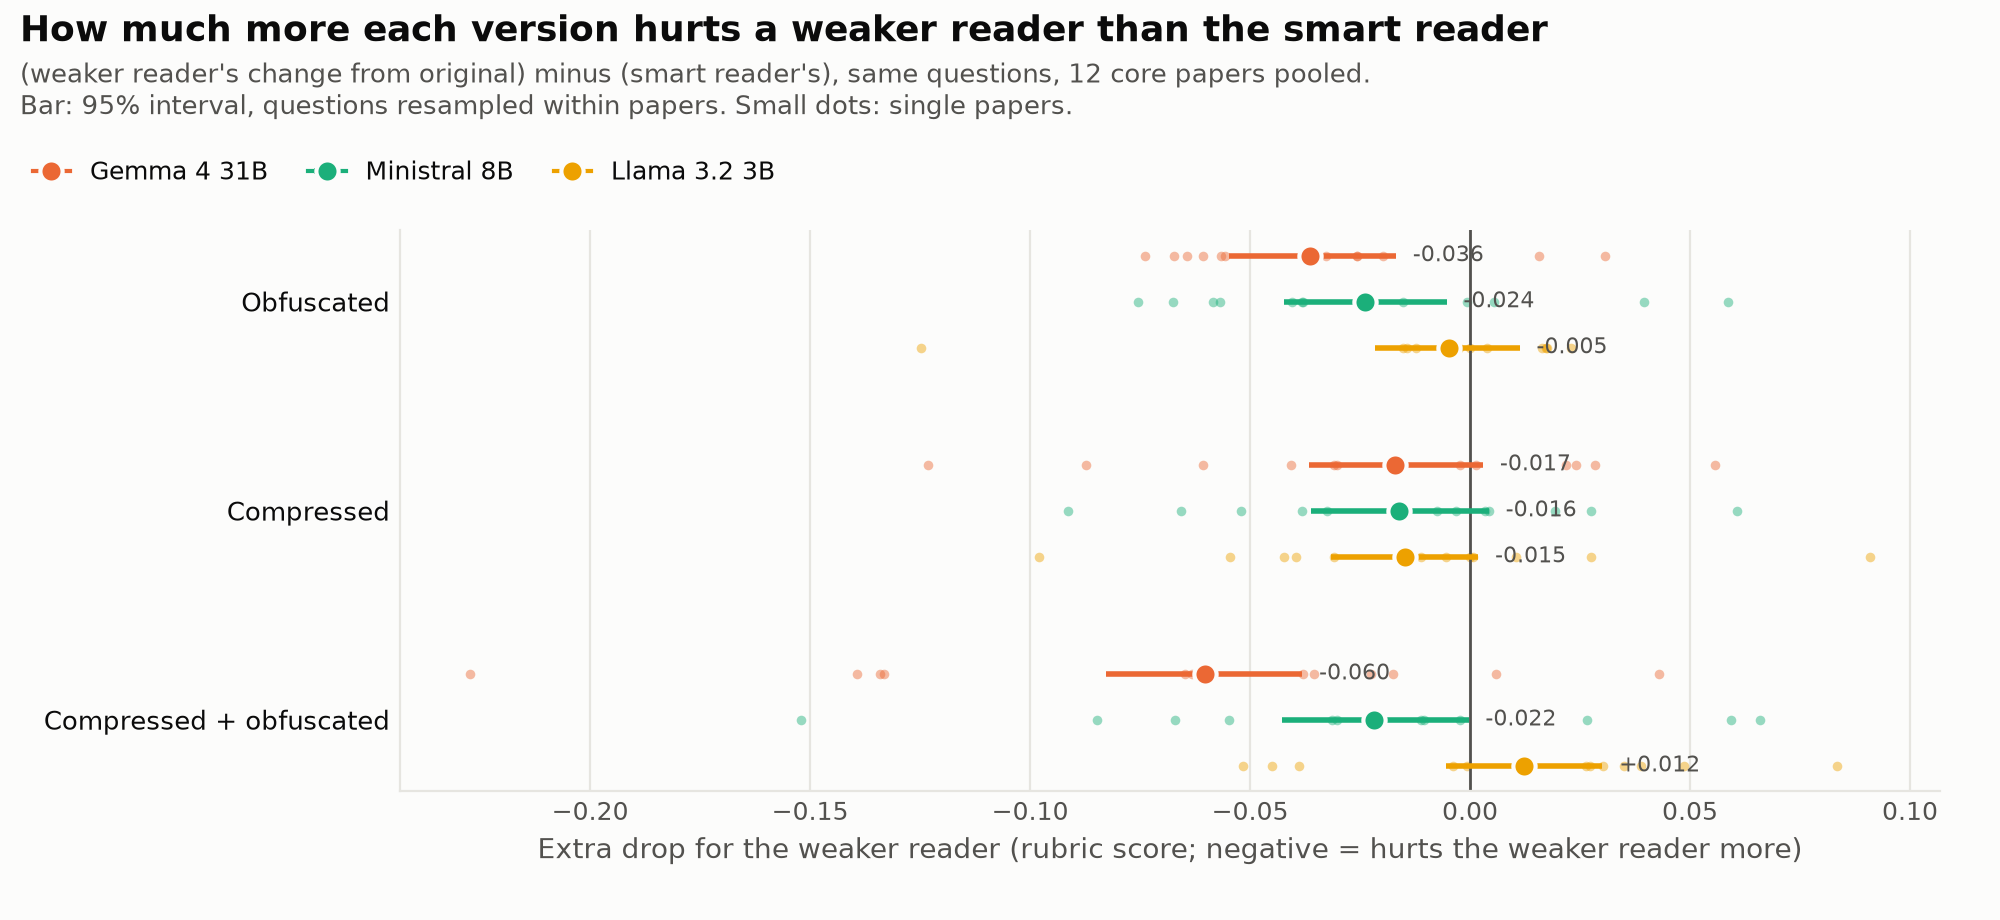 How much more each version hurts a weaker reader than the smart reader
(weaker reader's change from original) minus (smart reader's), same questions, 12 core papers pooled.
Bar: 95% interval, questions resampled within papers. Small dots: single papers.
Gemma 4 31B Ministral 8B Llama 3.2 3B
-0.036
Obfuscated -0.024
-0.005
-0.017
Compressed -0.016
-0.015
-0.060
Compressed + obfuscated -0.022
+0.012
−0.20 −0.15 −0.10 −0.05 0.00 0.05 0.10
Extra drop for the weaker reader (rubric score; negative = hurts the weaker reader more)